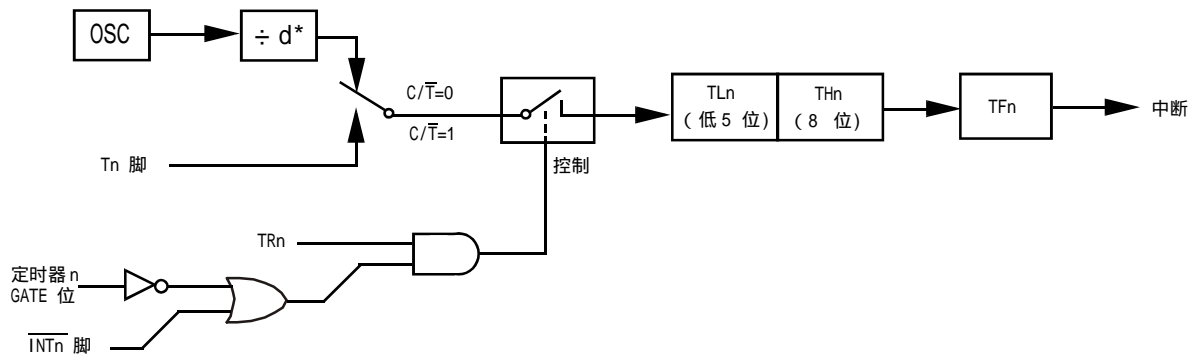 OSC
÷ d*
C/T̅=0
C/T̅=1
Tn 脚
控制
TLn
(低5 位)
THn
(8 位)
TFn
中断
TRn
定时器n
GATE 位
I̅N̅T̅n̅ 脚